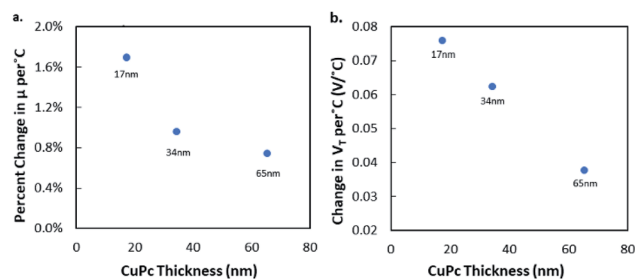 a.
Percent Change in μ per˚C
2.0%
1.6%
1.2%
0.8%
0.4%
0.0%
17nm
34nm
65nm
0
20
40
60
80
CuPc Thickness (nm)
b.
Change in V_T per˚C (V/˚C)
0.08
0.07
0.06
0.05
0.04
0.03
0.02
17nm
34nm
65nm
0
20
40
60
80
CuPc Thickness (nm)